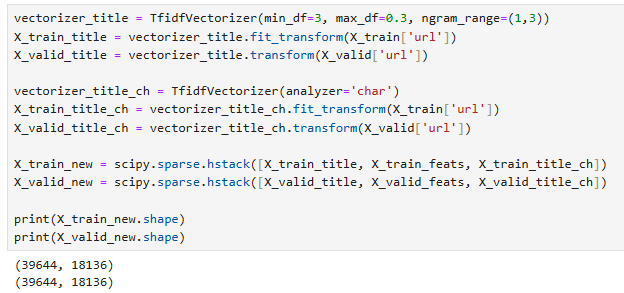 vectorizer_title = TfidfVectorizer(min_df=3, max_df=0.3, ngram_range=(1,3))
X_train_title = vectorizer_title.fit_transform(X_train['url'])
X_valid_title = vectorizer_title.transform(X_valid['url'])
vectorizer_title_ch = TfidfVectorizer(analyzer='char')
X_train_title_ch = vectorizer_title_ch.fit_transform(X_train['url'])
X_valid_title_ch = vectorizer_title_ch.transform(X_valid['url'])
X_train_new = scipy.sparse.hstack([X_train_title, X_train_feats, X_train_title_ch])
X_valid_new = scipy.sparse.hstack([X_valid_title, X_valid_feats, X_valid_title_ch])
print(X_train_new.shape)
print(X_valid_new.shape)
(39644, 18136)
(39644, 18136)